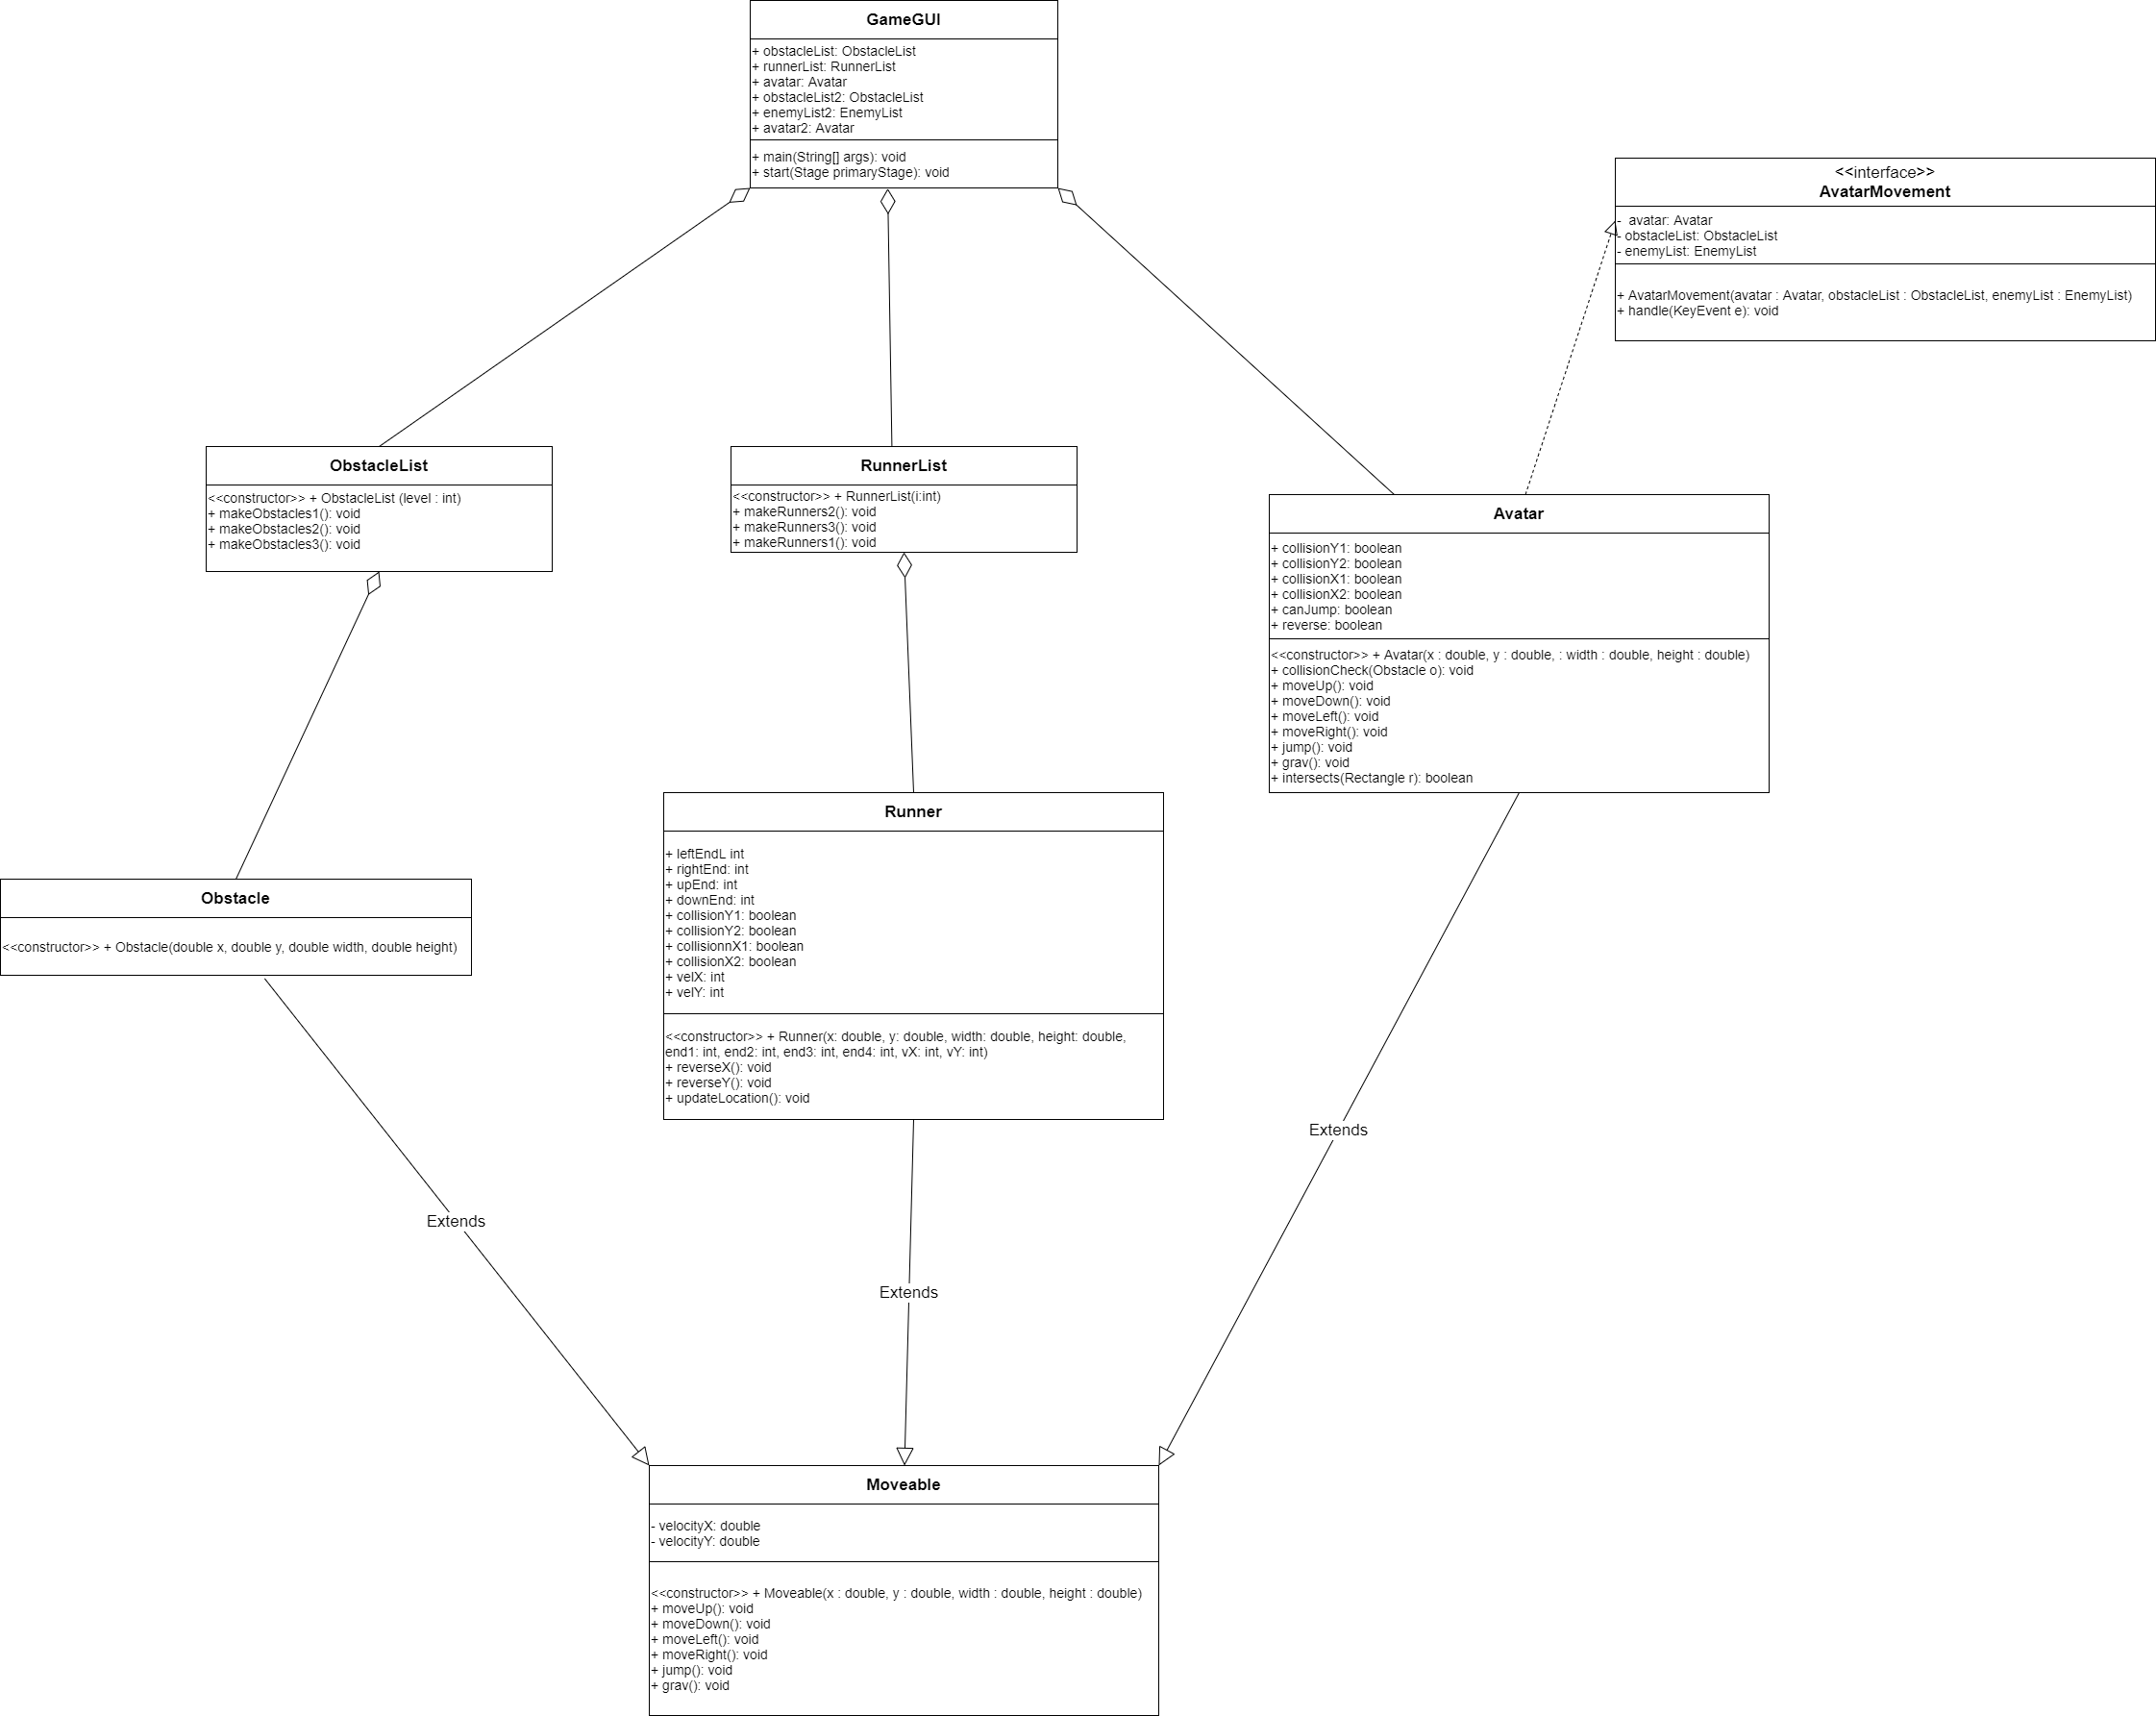 GameGUI
+ obstacleList: ObstacleList
+ runnerList: RunnerList
+ avatar: Avatar
+ obstacleList2: ObstacleList
+ enemyList2: EnemyList
+ avatar2: Avatar
+ main(String[] args): void
+ start(Stage primaryStage): void
<<interface>>
AvatarMovement
- avatar: Avatar
- obstacleList: ObstacleList
- enemyList: EnemyList
+ AvatarMovement(avatar : Avatar, obstacleList : ObstacleList, enemyList : EnemyList)
+ handle(KeyEvent e): void
ObstacleList
<<constructor>> + ObstacleList (level : int)
+ makeObstacles1(): void
+ makeObstacles2(): void
+ makeObstacles3(): void
RunnerList
<<constructor>> + RunnerList(i:int)
+ makeRunners2(): void
+ makeRunners3(): void
+ makeRunners1(): void
Avatar
+ collisionY1: boolean
+ collisionY2: boolean
+ collisionX1: boolean
+ collisionX2: boolean
+ canJump: boolean
+ reverse: boolean
<<constructor>> + Avatar(x : double, y : double, : width : double, height : double)
+ collisionCheck(Obstacle o): void
+ moveUp(): void
+ moveDown(): void
+ moveLeft(): void
+ moveRight(): void
+ jump(): void
+ grav(): void
+ intersects(Rectangle r): boolean
Runner
+ leftEndL int
+ rightEnd: int
+ upEnd: int
+ downEnd: int
+ collisionY1: boolean
+ collisionY2: boolean
+ collisionnX1: boolean
+ collisionX2: boolean
+ velX: int
+ velY: int
<<constructor>> + Runner(x: double, y: double, width: double, height: double,
end1: int, end2: int, end3: int, end4: int, vX: int, vY: int)
+ reverseX(): void
+ reverseY(): void
+ updateLocation(): void
Obstacle
<<constructor>> + Obstacle(double x, double y, double width, double height)
Extends
Extends
Extends
Moveable
- velocityX: double
- velocityY: double
<<constructor>> + Moveable(x : double, y : double, width : double, height : double)
+ moveUp(): void
+ moveDown(): void
+ moveLeft(): void
+ moveRight(): void
+ jump(): void
+ grav(): void